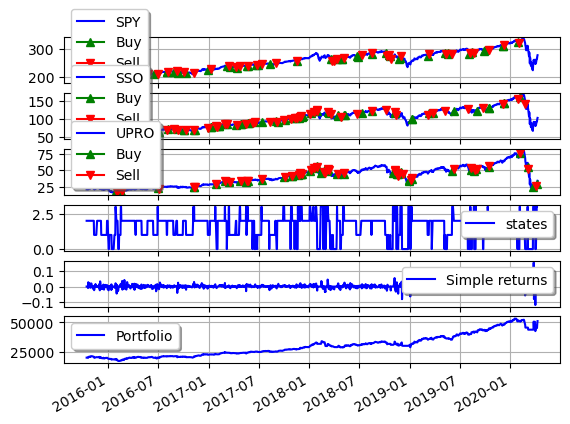 SPY
Buy
Sell
300
200
SSO
Buy
Sell
150
100
50
UPRO
Buy
Sell
75
50
25
2.5
0.0
states
0.1
0.0
−0.1
Simple returns
50000
25000
Portfolio
2016-01
2016-07
2017-01
2017-07
2018-01
2018-07
2019-01
2019-07
2020-01